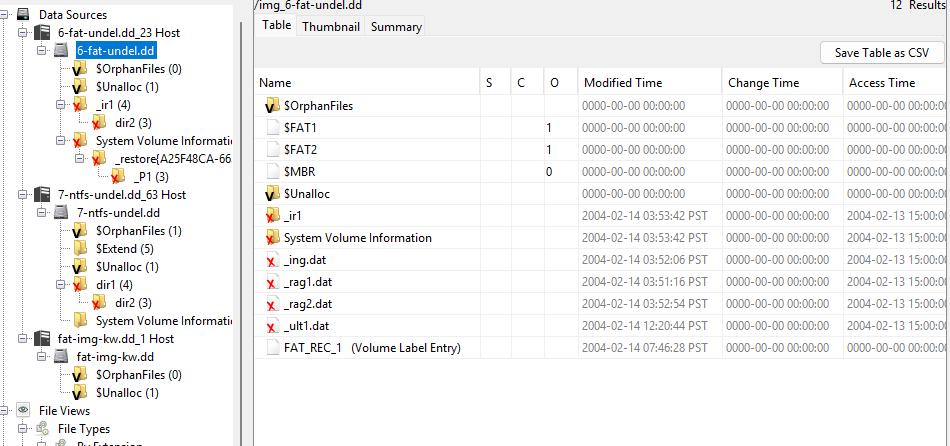 Data Sources
6-fat-undel.dd_23 Host
6-fat-undel.dd
$OrphanFiles (0)
$Unalloc (1)
_ir1 (4)
dir2 (3)
System Volume Information
_restore{A25F48CA-66
_P1 (3)
7-ntfs-undel.dd_63 Host
7-ntfs-undel.dd
$OrphanFiles (1)
$Extend (5)
$Unalloc (1)
dir1 (4)
dir2 (3)
System Volume Informatio
fat-img-kw.dd_1 Host
fat-img-kw.dd
$OrphanFiles (0)
$Unalloc (1)
File Views
File Types
By Extension
/img_6-fat-undel.dd 12 Results
Table Thumbnail Summary
Save Table as CSV
Name S C O Modified Time Change Time Access Time
$OrphanFiles 0000-00-00 00:00:00 0000-00-00 00:00:00 0000-00-00 00:00:00
$FAT1 1 0000-00-00 00:00:00 0000-00-00 00:00:00 0000-00-00 00:00:00
$FAT2 1 0000-00-00 00:00:00 0000-00-00 00:00:00 0000-00-00 00:00:00
$MBR 0 0000-00-00 00:00:00 0000-00-00 00:00:00 0000-00-00 00:00:00
$Unalloc 0000-00-00 00:00:00 0000-00-00 00:00:00 0000-00-00 00:00:00
_ir1 2004-02-14 03:53:42 PST 0000-00-00 00:00:00 2004-02-13 15:00:00
System Volume Information 2004-02-14 03:53:42 PST 0000-00-00 00:00:00 2004-02-13 15:00:00
_ing.dat 2004-02-14 03:52:06 PST 0000-00-00 00:00:00 2004-02-13 15:00:00
_rag1.dat 2004-02-14 03:51:16 PST 0000-00-00 00:00:00 2004-02-13 15:00:00
_rag2.dat 2004-02-14 03:52:54 PST 0000-00-00 00:00:00 2004-02-13 15:00:00
_ult1.dat 2004-02-14 12:20:44 PST 0000-00-00 00:00:00 2004-02-13 15:00:00
FAT_REC_1 (Volume Label Entry) 2004-02-14 07:46:28 PST 0000-00-00 00:00:00 0000-00-00 00:00:00